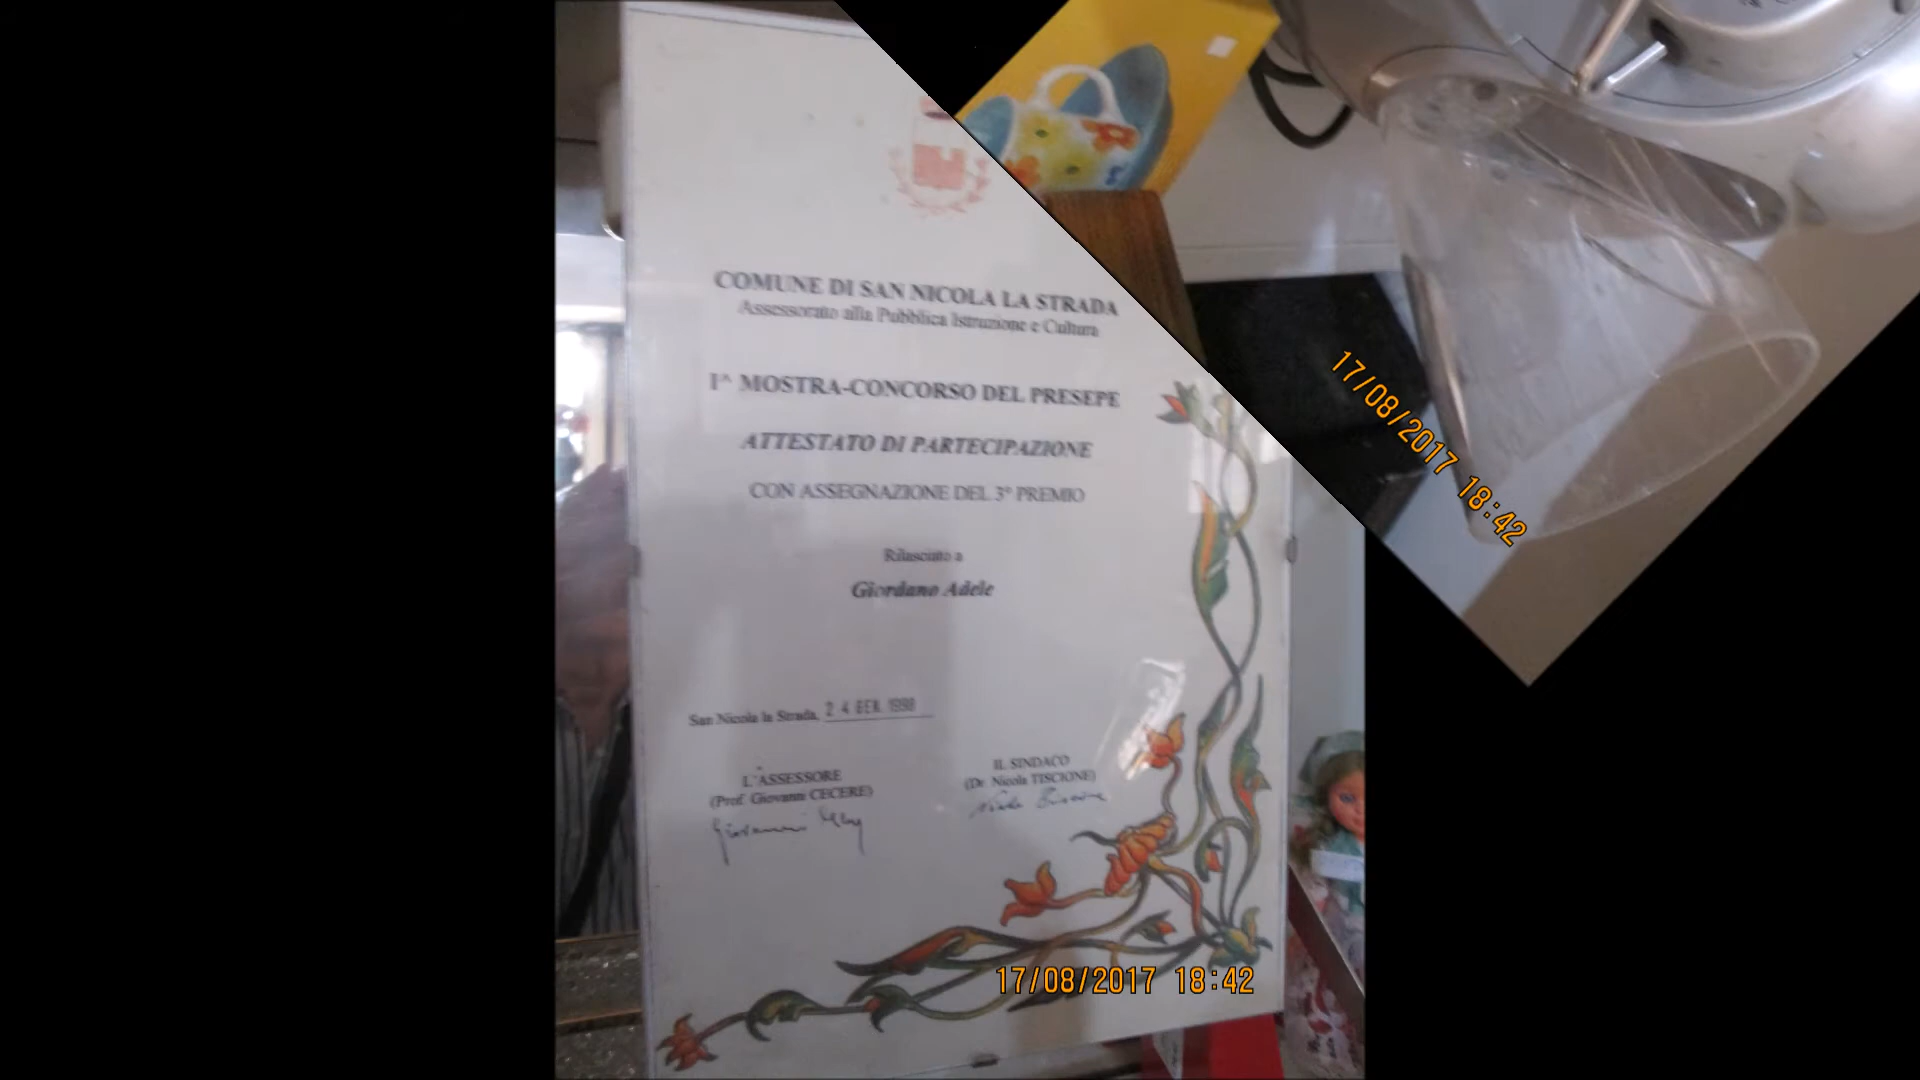 COMUNE DI SAN NICOLA LA STRADA
Assessorato alla Pubblica Istruzione e Cultura
1^ MOSTRA-CONCORSO DEL PRESEPE
ATTESTATO DI PARTECIPAZIONE
CON ASSEGNAZIONE DEL 3° PREMIO
Rilasciato a
Giordano Adele
San Nicola la Strada, 24 GEN. 1998
L'ASSESSORE
(Prof. Giovanni CECERE)
IL SINDACO
(Dr. Nicola TISCIONE)
17/08/2017 18:42
17/08/2017 18:42